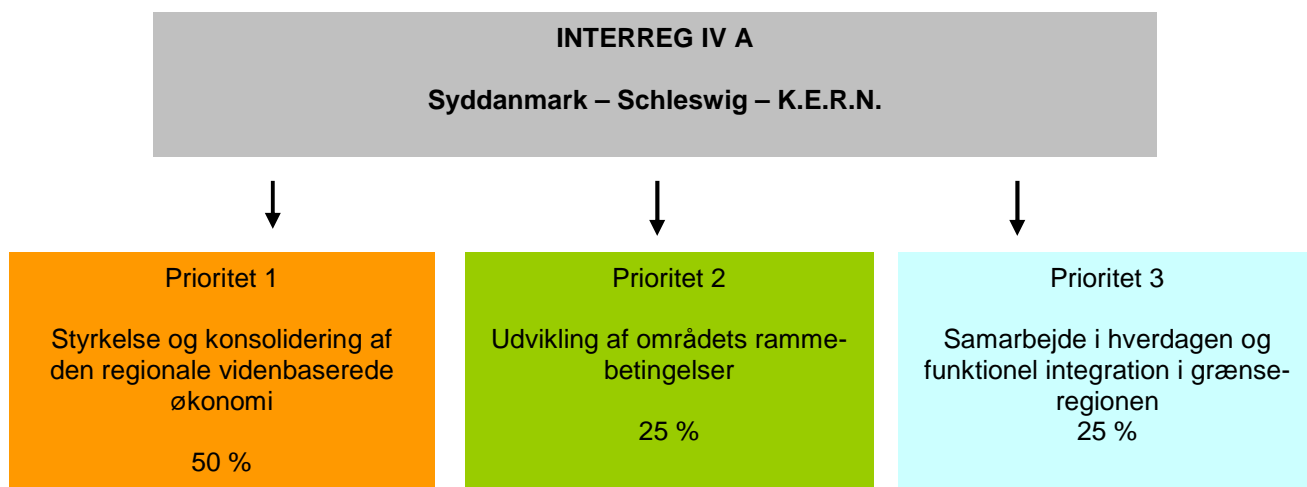 INTERREG IV A
Syddanmark – Schleswig – K.E.R.N.
Prioritet 1
Styrkelse og konsolidering af
den regionale videnbaserede
økonomi
50 %
Prioritet 2
Udvikling af områdets ramme-
betingelser
25 %
Prioritet 3
Samarbejde i hverdagen og
funktionel integration i grænse-
regionen
25 %